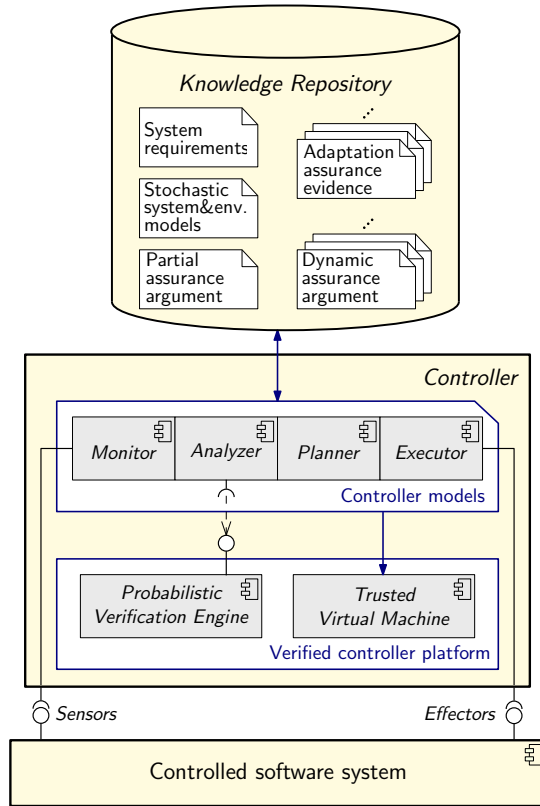 Knowledge Repository
System
requirements
Stochastic
system&env.
models
Partial
assurance
argument
...
Adaptation
assurance
evidence
...
Dynamic
assurance
argument
Controller
Monitor
Analyzer
Planner
Executor
Controller models
Probabilistic
Verification Engine
Trusted
Virtual Machine
Verified controller platform
Sensors
Effectors
Controlled software system